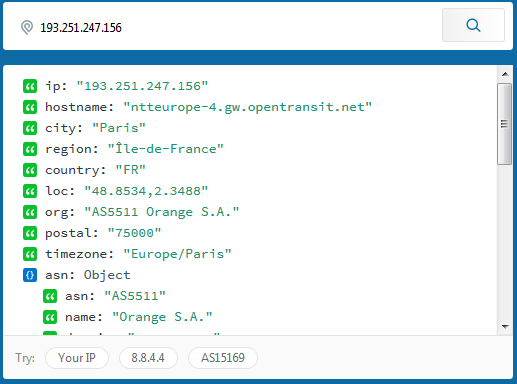 193.251.247.156
ip: "193.251.247.156"
hostname: "ntteurope-4.gw.opentransit.net"
city: "Paris"
region: "Île-de-France"
country: "FR"
loc: "48.8534,2.3488"
org: "AS5511 Orange S.A."
postal: "75000"
timezone: "Europe/Paris"
{} asn: Object
asn: "AS5511"
name: "Orange S.A."
Try: Your IP 8.8.4.4 AS15169